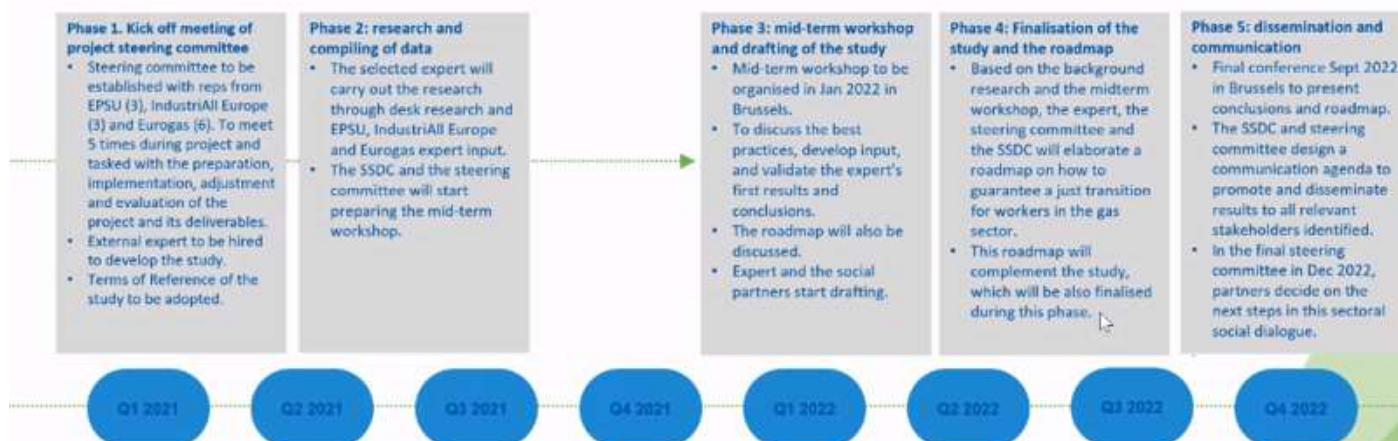 Phase 1. Kick off meeting of
project steering committee
• Steering committee to be
established with reps from
EPSU (3), IndustriAll Europe
(3) and Eurogas (6). To meet
5 times during project and
tasked with the preparation,
implementation, adjustment
and evaluation of the
project and its deliverables.
• External expert to be hired
to develop the study.
• Terms of Reference of the
study to be adopted.
Phase 2: research and
compiling of data
• The selected expert will
carry out the research
through desk research and
EPSU, IndustriAll Europe
and Eurogas expert input.
• The SSDC and the steering
committee will start
preparing the mid-term
workshop.
Phase 3: mid-term workshop
and drafting of the study
• Mid-term workshop to be
organised in Jan 2022 in
Brussels.
• To discuss the best
practices, develop input,
and validate the expert's
first results and
conclusions.
• The roadmap will also be
discussed.
• Expert and the social
partners start drafting.
Phase 4: Finalisation of the
study and the roadmap
• Based on the background
research and the midterm
workshop, the expert, the
steering committee and
the SSDC will elaborate a
roadmap on how to
guarantee a just transition
for workers in the gas
sector.
• This roadmap will
complement the study,
which will be also finalised
during this phase.
Phase 5: dissemination and
communication
• Final conference Sept 2022
in Brussels to present
conclusions and roadmap.
• The SSDC and steering
committee design a
communication agenda to
promote and disseminate
results to all relevant
stakeholders identified.
• In the final steering
committee in Dec 2022,
partners decide on the
next steps in this sectoral
social dialogue.
Q1 2021
Q2 2021
Q3 2021
Q4 2021
Q1 2022
Q2 2022
Q3 2022
Q4 2022